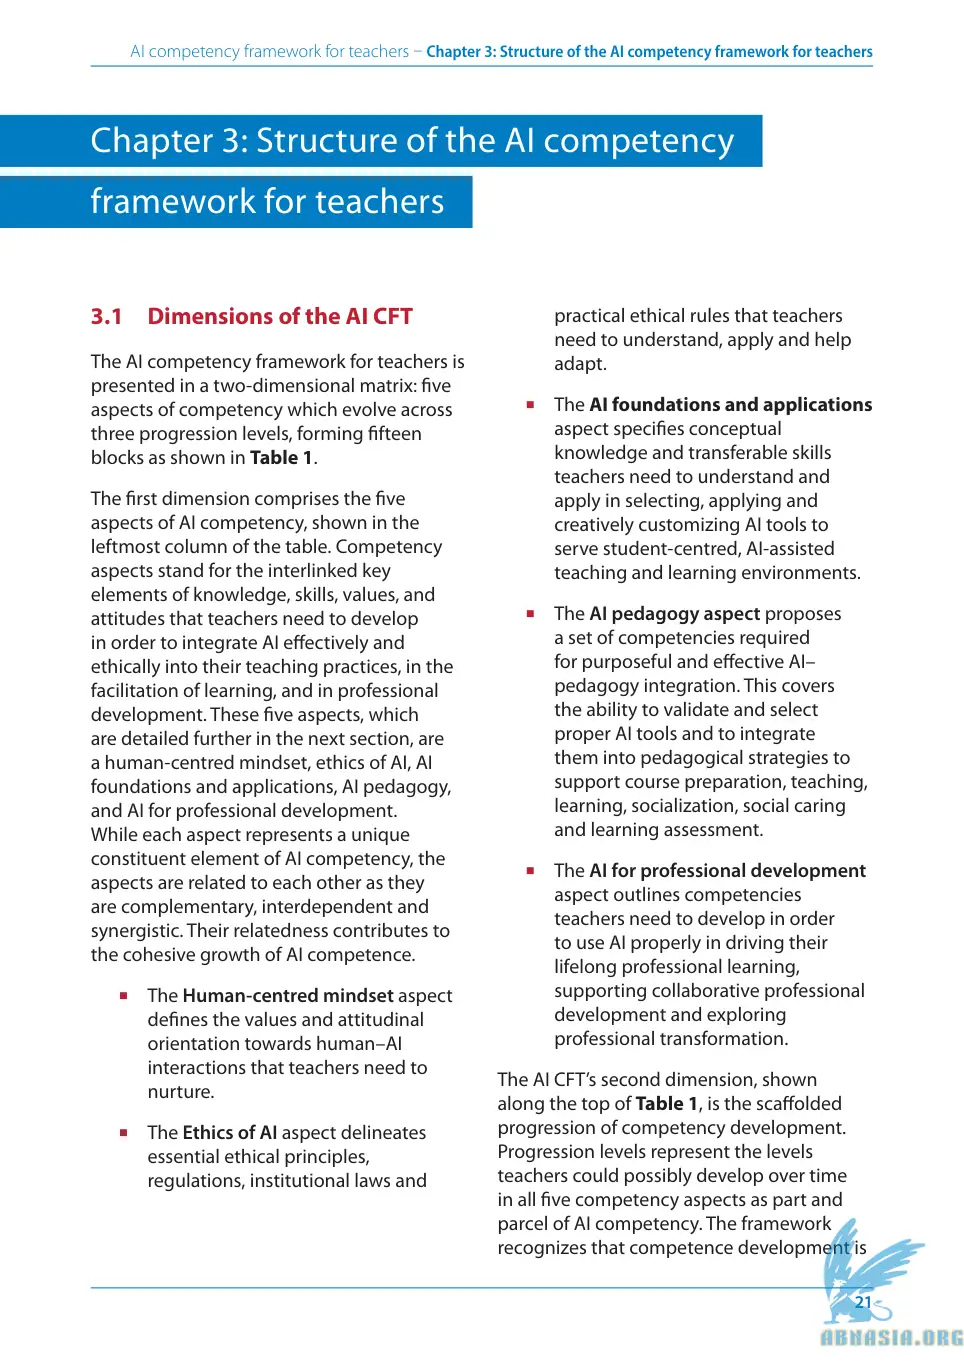 AI competency framework for teachers – Chapter 3: Structure of the AI competency framework for teachers
Chapter 3: Structure of the AI competency
framework for teachers
3.1 Dimensions of the AI CFT
The AI competency framework for teachers is
presented in a two-dimensional matrix: five
aspects of competency which evolve across
three progression levels, forming fifteen
blocks as shown in Table 1.
The first dimension comprises the five
aspects of AI competency, shown in the
leftmost column of the table. Competency
aspects stand for the interlinked key
elements of knowledge, skills, values, and
attitudes that teachers need to develop
in order to integrate AI effectively and
ethically into their teaching practices, in the
facilitation of learning, and in professional
development. These five aspects, which
are detailed further in the next section, are
a human-centred mindset, ethics of AI, AI
foundations and applications, AI pedagogy,
and AI for professional development.
While each aspect represents a unique
constituent element of AI competency, the
aspects are related to each other as they
are complementary, interdependent and
synergistic. Their relatedness contributes to
the cohesive growth of AI competence.
▪ The Human-centred mindset aspect
defines the values and attitudinal
orientation towards human–AI
interactions that teachers need to
nurture.
▪ The Ethics of AI aspect delineates
essential ethical principles,
regulations, institutional laws and
practical ethical rules that teachers
need to understand, apply and help
adapt.
▪ The AI foundations and applications
aspect specifies conceptual
knowledge and transferable skills
teachers need to understand and
apply in selecting, applying and
creatively customizing AI tools to
serve student-centred, AI-assisted
teaching and learning environments.
▪ The AI pedagogy aspect proposes
a set of competencies required
for purposeful and effective AI–
pedagogy integration. This covers
the ability to validate and select
proper AI tools and to integrate
them into pedagogical strategies to
support course preparation, teaching,
learning, socialization, social caring
and learning assessment.
▪ The AI for professional development
aspect outlines competencies
teachers need to develop in order
to use AI properly in driving their
lifelong professional learning,
supporting collaborative professional
development and exploring
professional transformation.
The AI CFT’s second dimension, shown
along the top of Table 1, is the scaffolded
progression of competency development.
Progression levels represent the levels
teachers could possibly develop over time
in all five competency aspects as part and
parcel of AI competency. The framework
recognizes that competence development is
21
ABNASIA.ORG